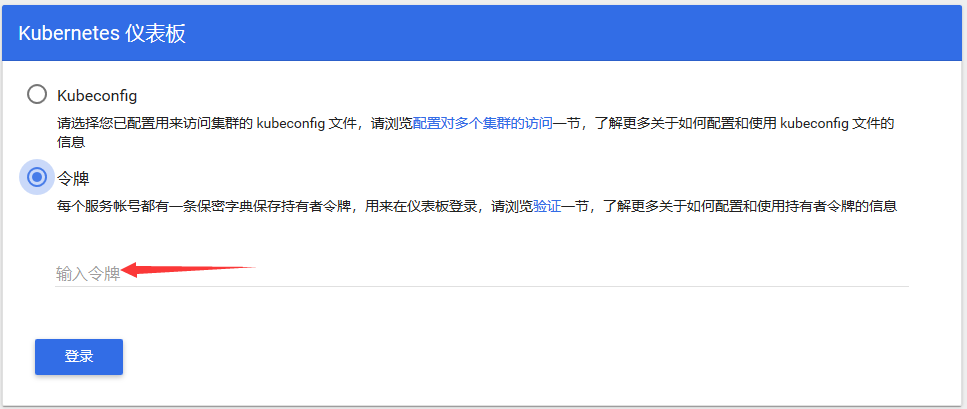 Kubernetes 仪表板
Kubeconfig
请选择您已配置用来访问集群的 kubeconfig 文件，请浏览配置对多个集群的访问一节，了解更多关于如何配置和使用 kubeconfig 文件的
信息
令牌
每个服务帐号都有一条保密字典保存持有者令牌，用来在仪表板登录，请浏览验证一节，了解更多关于如何配置和使用持有者令牌的信息
输入令牌
登录